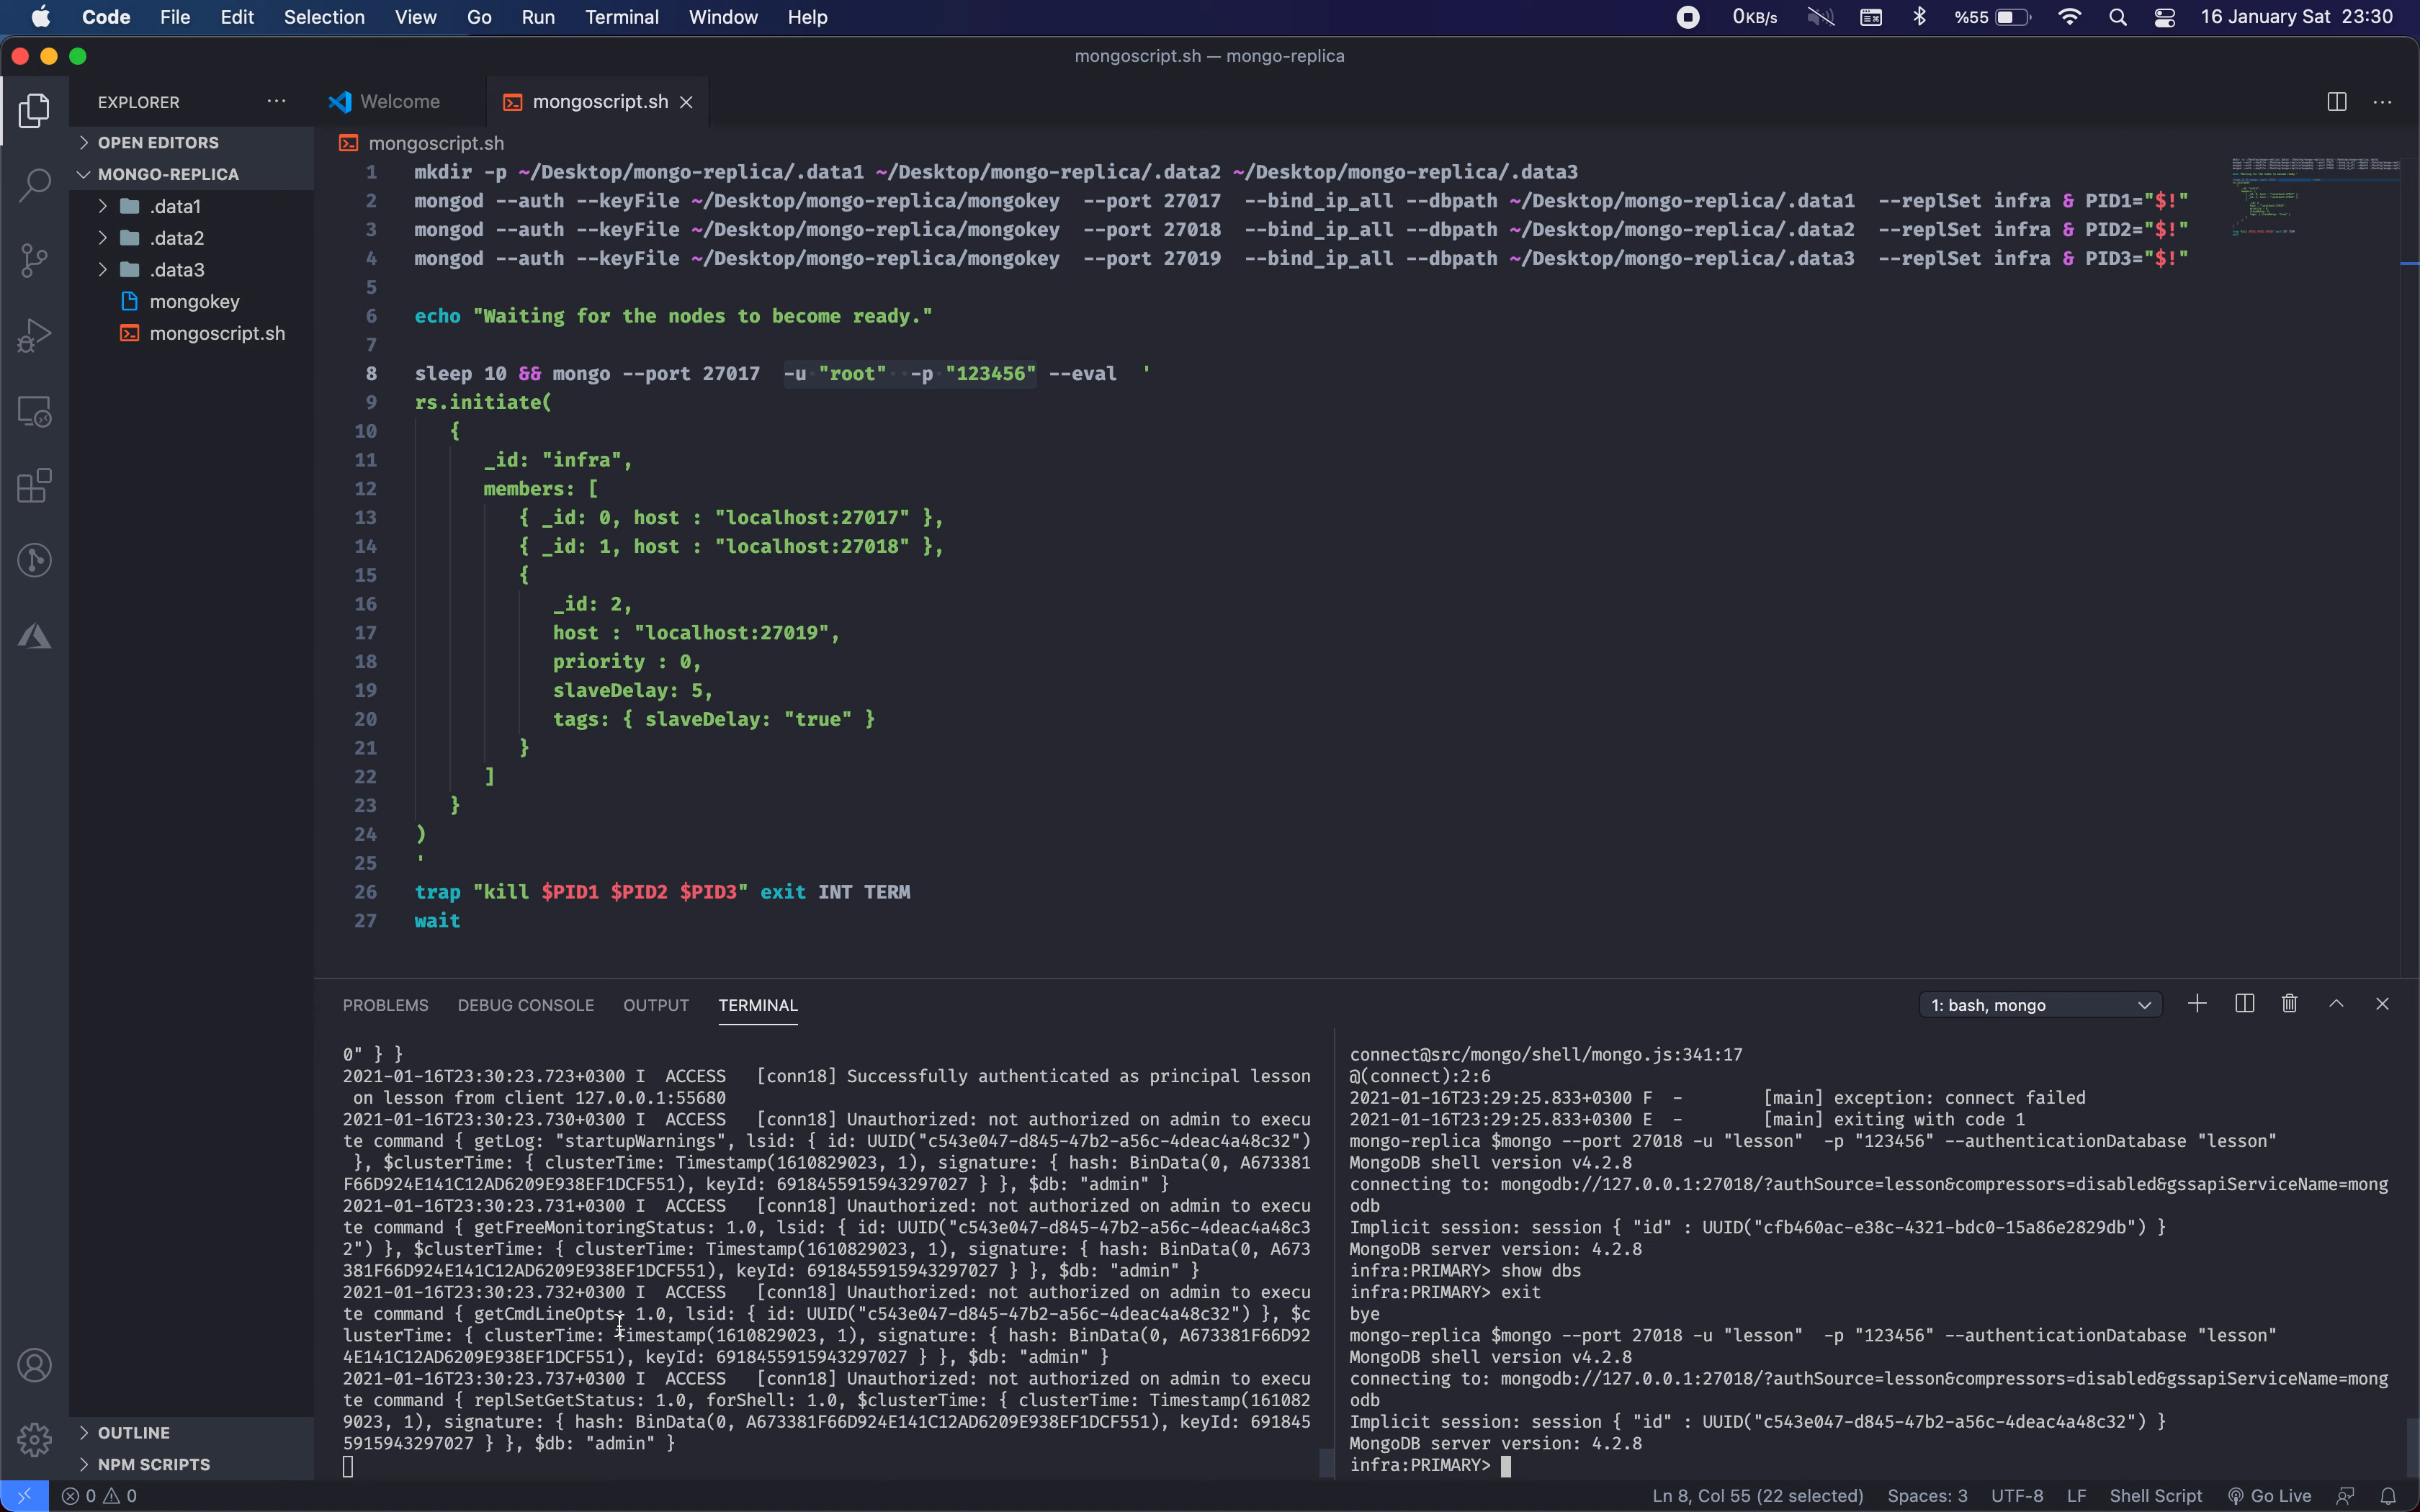 Code File Edit Selection View Go Run Terminal Window Help 0KB/s %55 16 January Sat 23:30
mongoscript.sh — mongo-replica
EXPLORER
OPEN EDITORS
MONGO-REPLICA
.data1
.data2
.data3
mongokey
mongoscript.sh
OUTLINE
NPM SCRIPTS
Welcome mongoscript.sh
mongoscript.sh
1 mkdir -p ~/Desktop/mongo-replica/.data1 ~/Desktop/mongo-replica/.data2 ~/Desktop/mongo-replica/.data3
2 mongod --auth --keyFile ~/Desktop/mongo-replica/mongokey --port 27017 --bind_ip_all --dbpath ~/Desktop/mongo-replica/.data1 --replSet infra & PID1="$!"
3 mongod --auth --keyFile ~/Desktop/mongo-replica/mongokey --port 27018 --bind_ip_all --dbpath ~/Desktop/mongo-replica/.data2 --replSet infra & PID2="$!"
4 mongod --auth --keyFile ~/Desktop/mongo-replica/mongokey --port 27019 --bind_ip_all --dbpath ~/Desktop/mongo-replica/.data3 --replSet infra & PID3="$!"
5
6 echo "Waiting for the nodes to become ready."
7
8 sleep 10 && mongo --port 27017 -u "root" -p "123456" --eval '
9 rs.initiate(
10 {
11 _id: "infra",
12 members: [
13 { _id: 0, host : "localhost:27017" },
14 { _id: 1, host : "localhost:27018" },
15 {
16 _id: 2,
17 host : "localhost:27019",
18 priority : 0,
19 slaveDelay: 5,
20 tags: { slaveDelay: "true" }
21 }
22 ]
23 }
24 )
25 '
26 trap "kill $PID1 $PID2 $PID3" exit INT TERM
27 wait
PROBLEMS DEBUG CONSOLE OUTPUT TERMINAL 1: bash, mongo
0" } }
2021-01-16T23:30:23.723+0300 I ACCESS [conn18] Successfully authenticated as principal lesson
on lesson from client 127.0.0.1:55680
2021-01-16T23:30:23.730+0300 I ACCESS [conn18] Unauthorized: not authorized on admin to execu
te command { getLog: "startupWarnings", lsid: { id: UUID("c543e047-d845-47b2-a56c-4deac4a48c32")
}, $clusterTime: { clusterTime: Timestamp(1610829023, 1), signature: { hash: BinData(0, A673381
F66D924E141C12AD6209E938EF1DCF551), keyId: 6918455915943297027 } }, $db: "admin" }
2021-01-16T23:30:23.731+0300 I ACCESS [conn18] Unauthorized: not authorized on admin to execu
te command { getFreeMonitoringStatus: 1.0, lsid: { id: UUID("c543e047-d845-47b2-a56c-4deac4a48c3
2") }, $clusterTime: { clusterTime: Timestamp(1610829023, 1), signature: { hash: BinData(0, A673
381F66D924E141C12AD6209E938EF1DCF551), keyId: 6918455915943297027 } }, $db: "admin" }
2021-01-16T23:30:23.732+0300 I ACCESS [conn18] Unauthorized: not authorized on admin to execu
te command { getCmdLineOpts: 1.0, lsid: { id: UUID("c543e047-d845-47b2-a56c-4deac4a48c32") }, $c
lusterTime: { clusterTime: Timestamp(1610829023, 1), signature: { hash: BinData(0, A673381F66D92
4E141C12AD6209E938EF1DCF551), keyId: 6918455915943297027 } }, $db: "admin" }
2021-01-16T23:30:23.737+0300 I ACCESS [conn18] Unauthorized: not authorized on admin to execu
te command { replSetGetStatus: 1.0, forShell: 1.0, $clusterTime: { clusterTime: Timestamp(161082
9023, 1), signature: { hash: BinData(0, A673381F66D924E141C12AD6209E938EF1DCF551), keyId: 691845
5915943297027 } }, $db: "admin" }
connect@src/mongo/shell/mongo.js:341:17
@(connect):2:6
2021-01-16T23:29:25.833+0300 F - [main] exception: connect failed
2021-01-16T23:29:25.833+0300 E - [main] exiting with code 1
mongo-replica $mongo --port 27018 -u "lesson" -p "123456" --authenticationDatabase "lesson"
MongoDB shell version v4.2.8
connecting to: mongodb://127.0.0.1:27018/?authSource=lesson&compressors=disabled&gssapiServiceName=mong
odb
Implicit session: session { "id" : UUID("cfb460ac-e38c-4321-bdc0-15a86e2829db") }
MongoDB server version: 4.2.8
infra:PRIMARY> show dbs
infra:PRIMARY> exit
bye
mongo-replica $mongo --port 27018 -u "lesson" -p "123456" --authenticationDatabase "lesson"
MongoDB shell version v4.2.8
connecting to: mongodb://127.0.0.1:27018/?authSource=lesson&compressors=disabled&gssapiServiceName=mong
odb
Implicit session: session { "id" : UUID("c543e047-d845-47b2-a56c-4deac4a48c32") }
MongoDB server version: 4.2.8
infra:PRIMARY>
0 0 Ln 8, Col 55 (22 selected) Spaces: 3 UTF-8 LF Shell Script Go Live